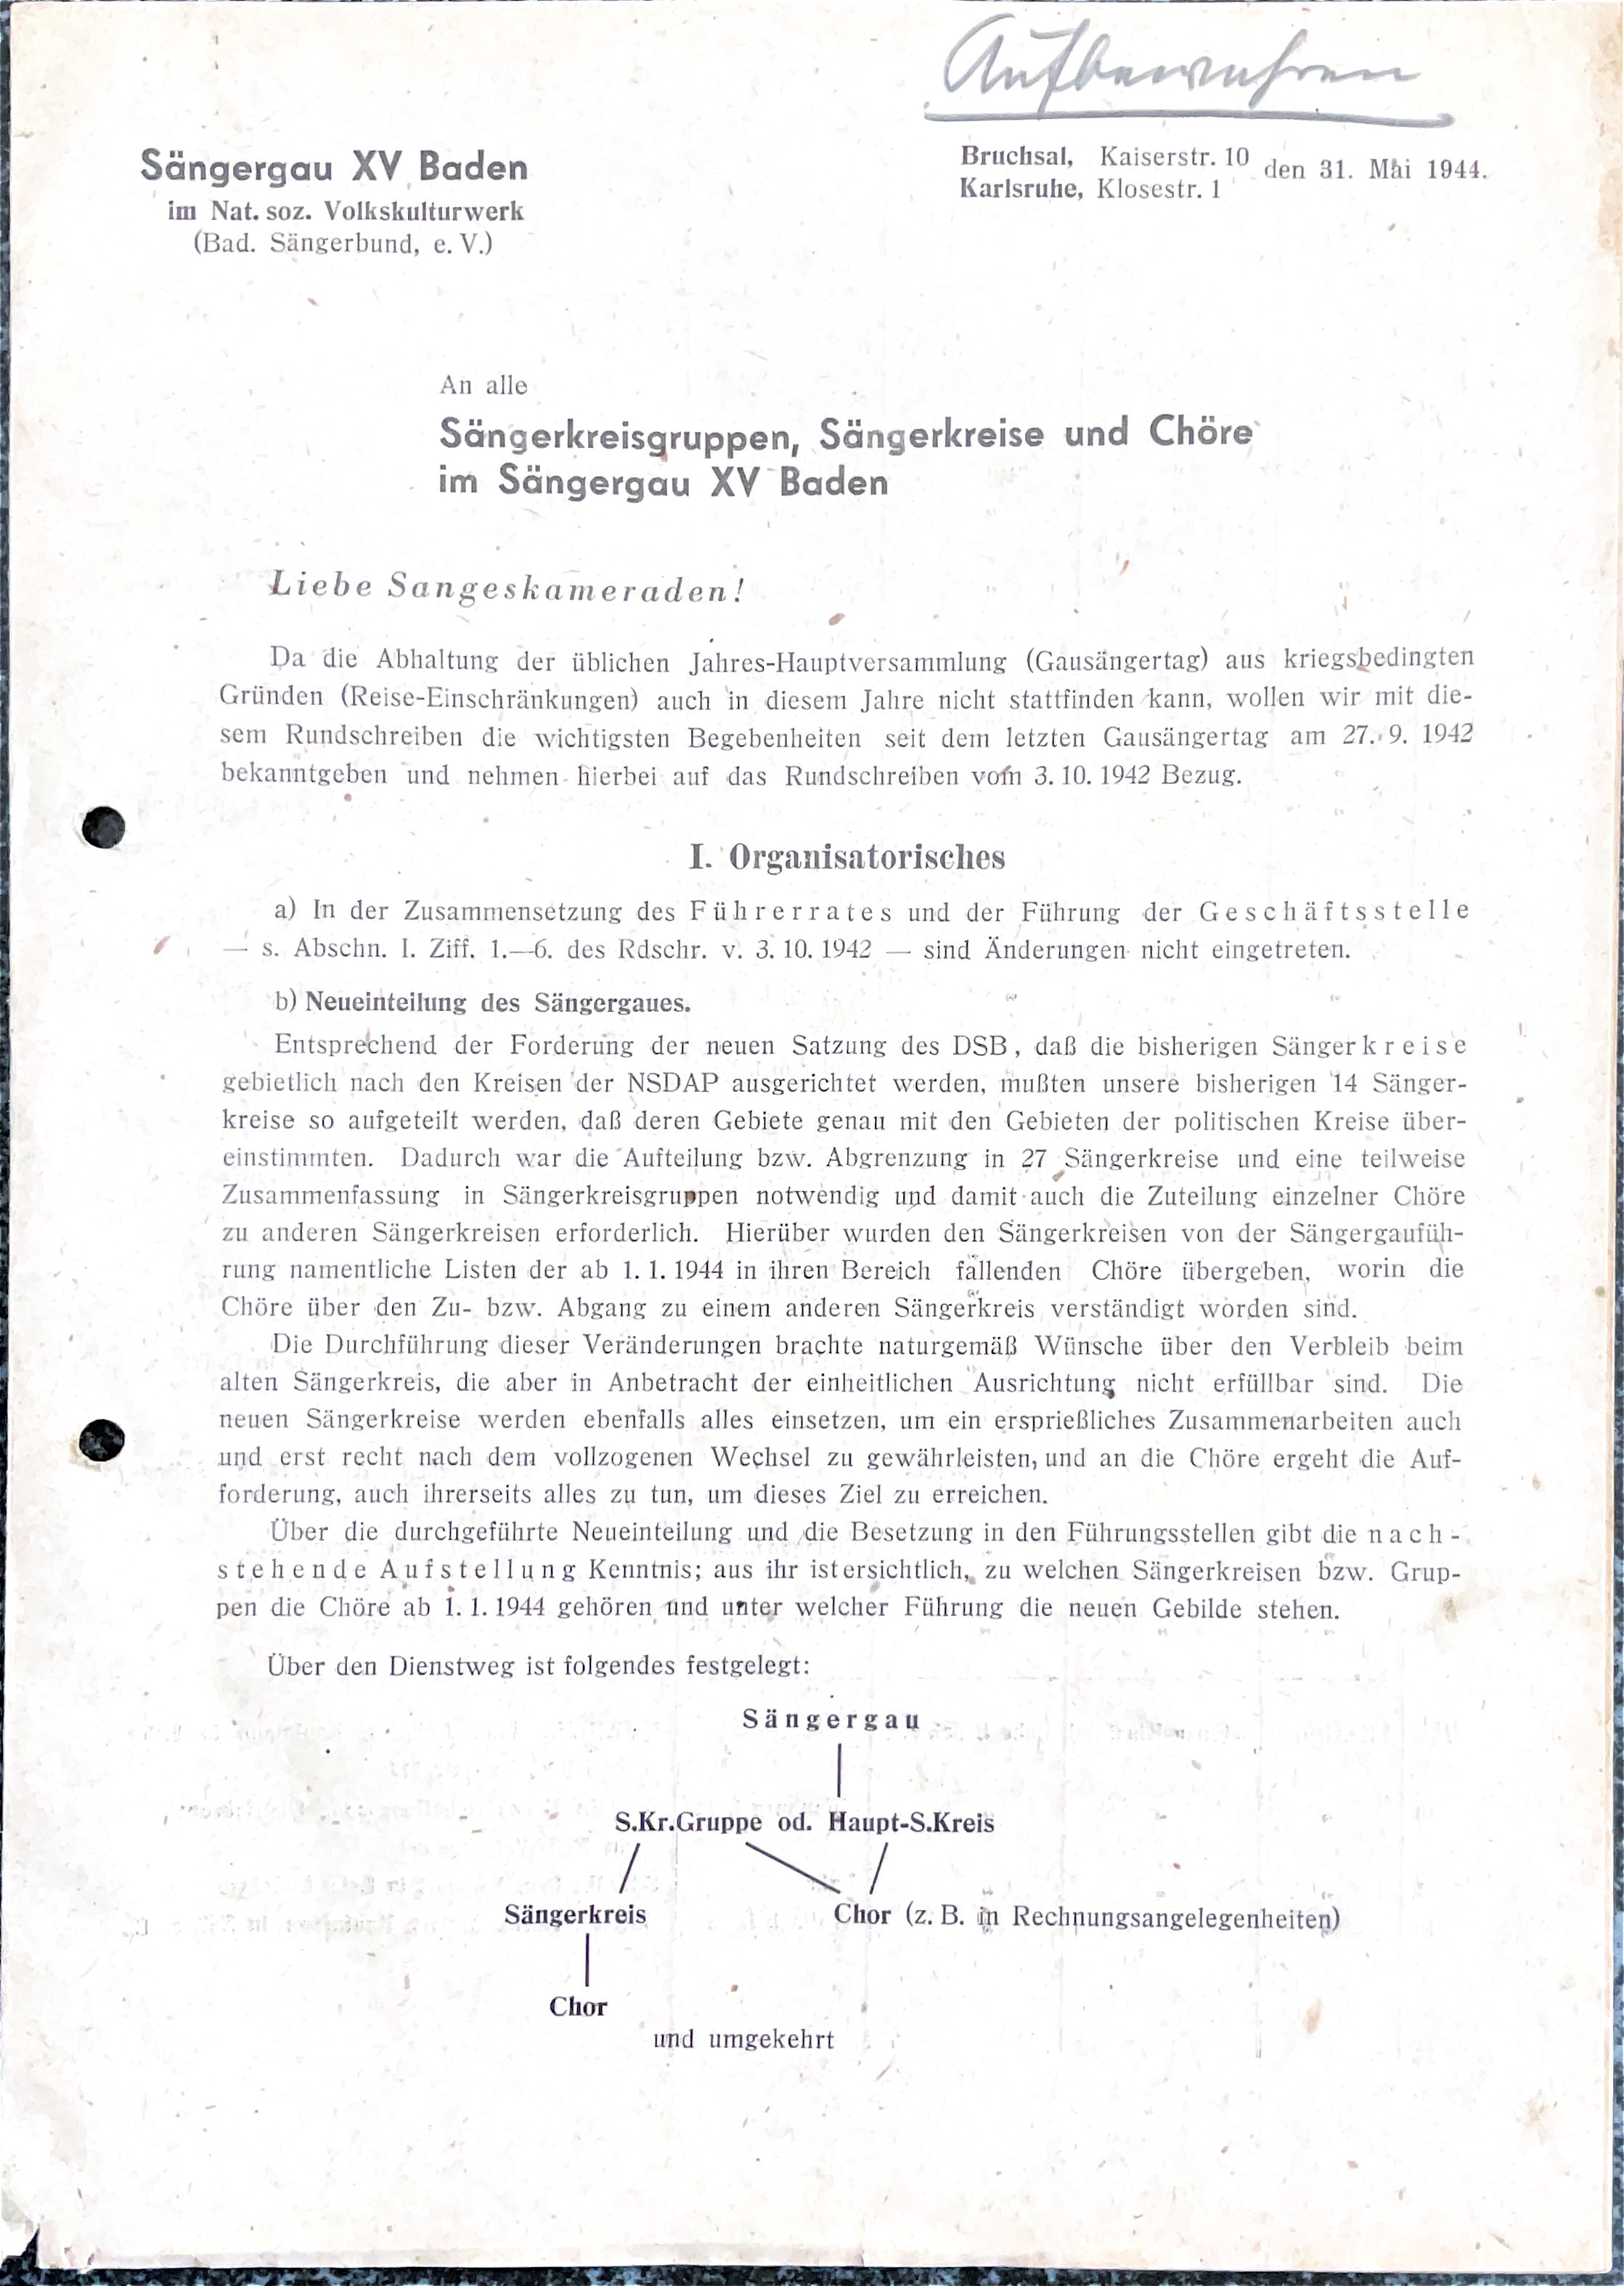 Aufbewahren
Sängergau XV Baden
im Nat. soz. Volkskulturwerk
(Bad. Sängerbund, e. V.)
Bruchsal, Kaiserstr. 10
Karlsruhe, Klosestr. 1
den 31. Mai 1944.
An alle
Sängerkreisgruppen, Sängerkreise und Chöre
im Sängergau XV Baden
Liebe Sangeskameraden!
Da die Abhaltung der üblichen Jahres-Hauptversammlung (Gausängertag) aus kriegsbedingten
Gründen (Reise-Einschränkungen) auch in diesem Jahre nicht stattfinden kann, wollen wir mit die-
sem Rundschreiben die wichtigsten Begebenheiten seit dem letzten Gausängertag am 27. 9. 1942
bekanntgeben und nehmen hierbei auf das Rundschreiben vom 3. 10. 1942 Bezug.
I. Organisatorisches
a) In der Zusammensetzung des Führerrates und der Führung der Geschäftsstelle
— s. Abschn. I. Ziff. 1.—6. des Rdschr. v. 3. 10. 1942 — sind Änderungen nicht eingetreten.
b) Neueinteilung des Sängergaues.
Entsprechend der Forderung der neuen Satzung des DSB, daß die bisherigen Sängerkreise
gebietlich nach den Kreisen der NSDAP ausgerichtet werden, mußten unsere bisherigen 14 Sänger-
kreise so aufgeteilt werden, daß deren Gebiete genau mit den Gebieten der politischen Kreise über-
einstimmten. Dadurch war die Aufteilung bzw. Abgrenzung in 27 Sängerkreise und eine teilweise
Zusammenfassung in Sängerkreisgruppen notwendig und damit auch die Zuteilung einzelner Chöre
zu anderen Sängerkreisen erforderlich. Hierüber wurden den Sängerkreisen von der Sängergaufüh-
rung namentliche Listen der ab 1. 1. 1944 in ihren Bereich fallenden Chöre übergeben, worin die
Chöre über den Zu- bzw. Abgang zu einem anderen Sängerkreis verständigt worden sind.
Die Durchführung dieser Veränderungen brachte naturgemäß Wünsche über den Verbleib beim
alten Sängerkreis, die aber in Anbetracht der einheitlichen Ausrichtung nicht erfüllbar sind. Die
neuen Sängerkreise werden ebenfalls alles einsetzen, um ein ersprießliches Zusammenarbeiten auch
und erst recht nach dem vollzogenen Wechsel zu gewährleisten, und an die Chöre ergeht die Auf-
forderung, auch ihrerseits alles zu tun, um dieses Ziel zu erreichen.
Über die durchgeführte Neueinteilung und die Besetzung in den Führungsstellen gibt die nach-
stehende Aufstellung Kenntnis; aus ihr ist ersichtlich, zu welchen Sängerkreisen bzw. Grup-
pen die Chöre ab 1. 1. 1944 gehören und unter welcher Führung die neuen Gebilde stehen.
Über den Dienstweg ist folgendes festgelegt:
Sängergau
S.Kr.Gruppe od. Haupt-S.Kreis
Sängerkreis
Chor (z. B. in Rechnungsangelegenheiten)
Chor
und umgekehrt